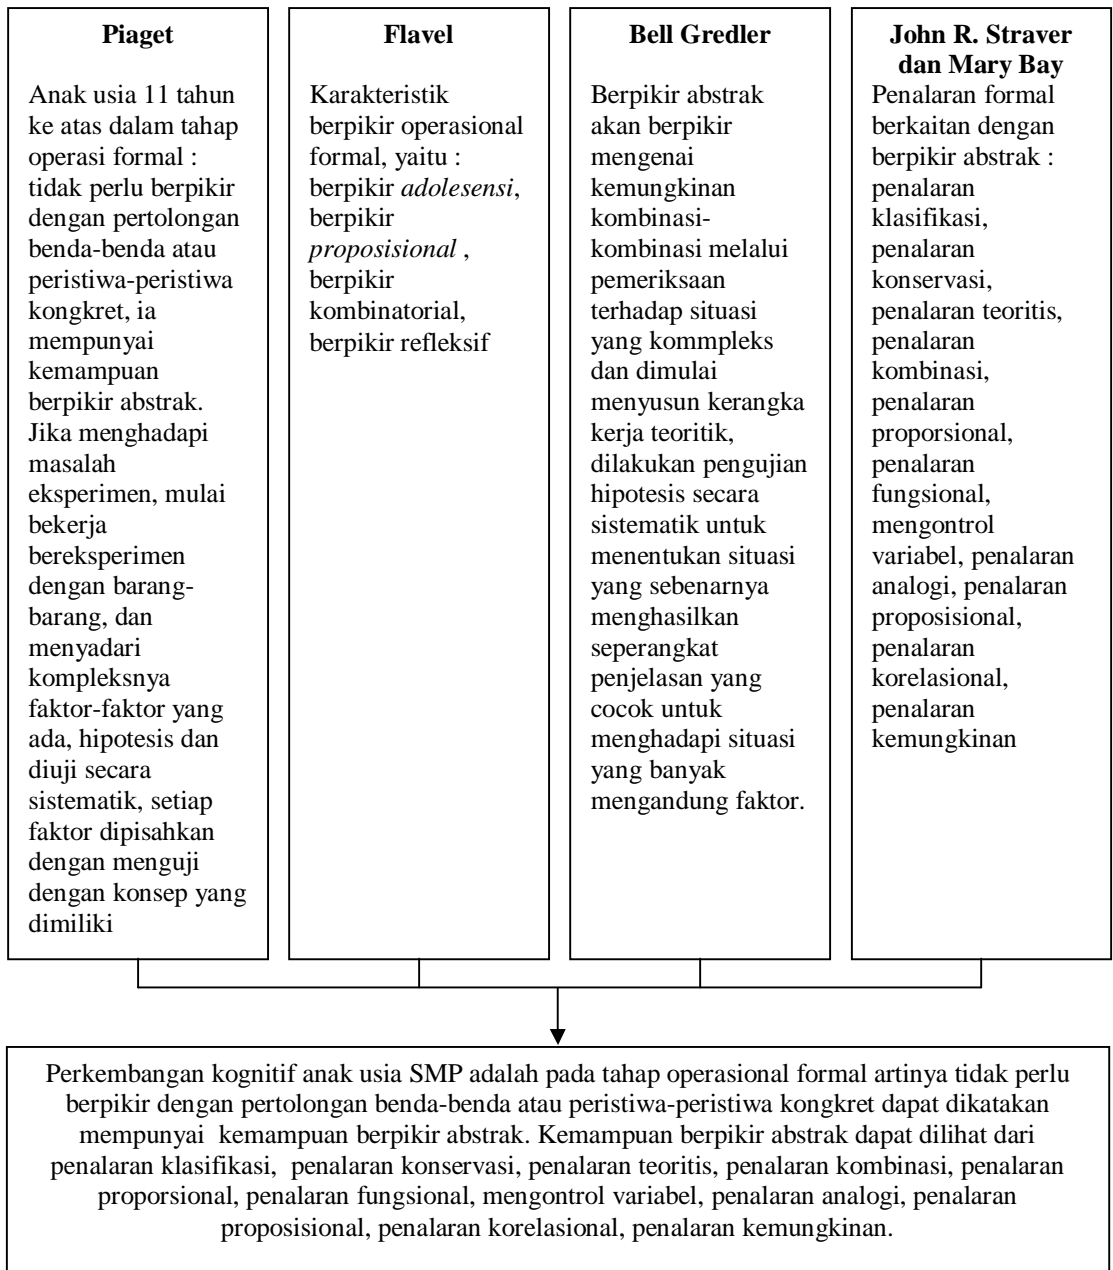 Piaget
Anak usia 11 tahun
ke atas dalam tahap
operasi formal :
tidak perlu berpikir
dengan pertolongan
benda-benda atau
peristiwa-peristiwa
kongkret, ia
mempunyai
kemampuan
berpikir abstrak.
Jika menghadapi
masalah
eksperimen, mulai
bekerja
bereksperimen
dengan barang-
barang, dan
menyadari
kompleksnya
faktor-faktor yang
ada, hipotesis dan
diuji secara
sistematik, setiap
faktor dipisahkan
dengan menguji
dengan konsep yang
dimiliki
Flavel
Karakteristik
berpikir operasional
formal, yaitu :
berpikir adolesensi,
berpikir
proposisional ,
berpikir
kombinatorial,
berpikir refleksif
Bell Gredler
Berpikir abstrak
akan berpikir
mengenai
kemungkinan
kombinasi-
kombinasi melalui
pemeriksaan
terhadap situasi
yang kommpleks
dan dimulai
menyusun kerangka
kerja teoritik,
dilakukan pengujian
hipotesis secara
sistematik untuk
menentukan situasi
yang sebenarnya
menghasilkan
seperangkat
penjelasan yang
cocok untuk
menghadapi situasi
yang banyak
mengandung faktor.
John R. Straver
dan Mary Bay
Penalaran formal
berkaitan dengan
berpikir abstrak :
penalaran
klasifikasi,
penalaran
konservasi,
penalaran teoritis,
penalaran
kombinasi,
penalaran
proporsional,
penalaran
fungsional,
mengontrol
variabel, penalaran
analogi, penalaran
proposisional,
penalaran
korelasional,
penalaran
kemungkinan
Perkembangan kognitif anak usia SMP adalah pada tahap operasional formal artinya tidak perlu
berpikir dengan pertolongan benda-benda atau peristiwa-peristiwa kongkret dapat dikatakan
mempunyai kemampuan berpikir abstrak. Kemampuan berpikir abstrak dapat dilihat dari
penalaran klasifikasi, penalaran konservasi, penalaran teoritis, penalaran kombinasi, penalaran
proporsional, penalaran fungsional, mengontrol variabel, penalaran analogi, penalaran
proposisional, penalaran korelasional, penalaran kemungkinan.